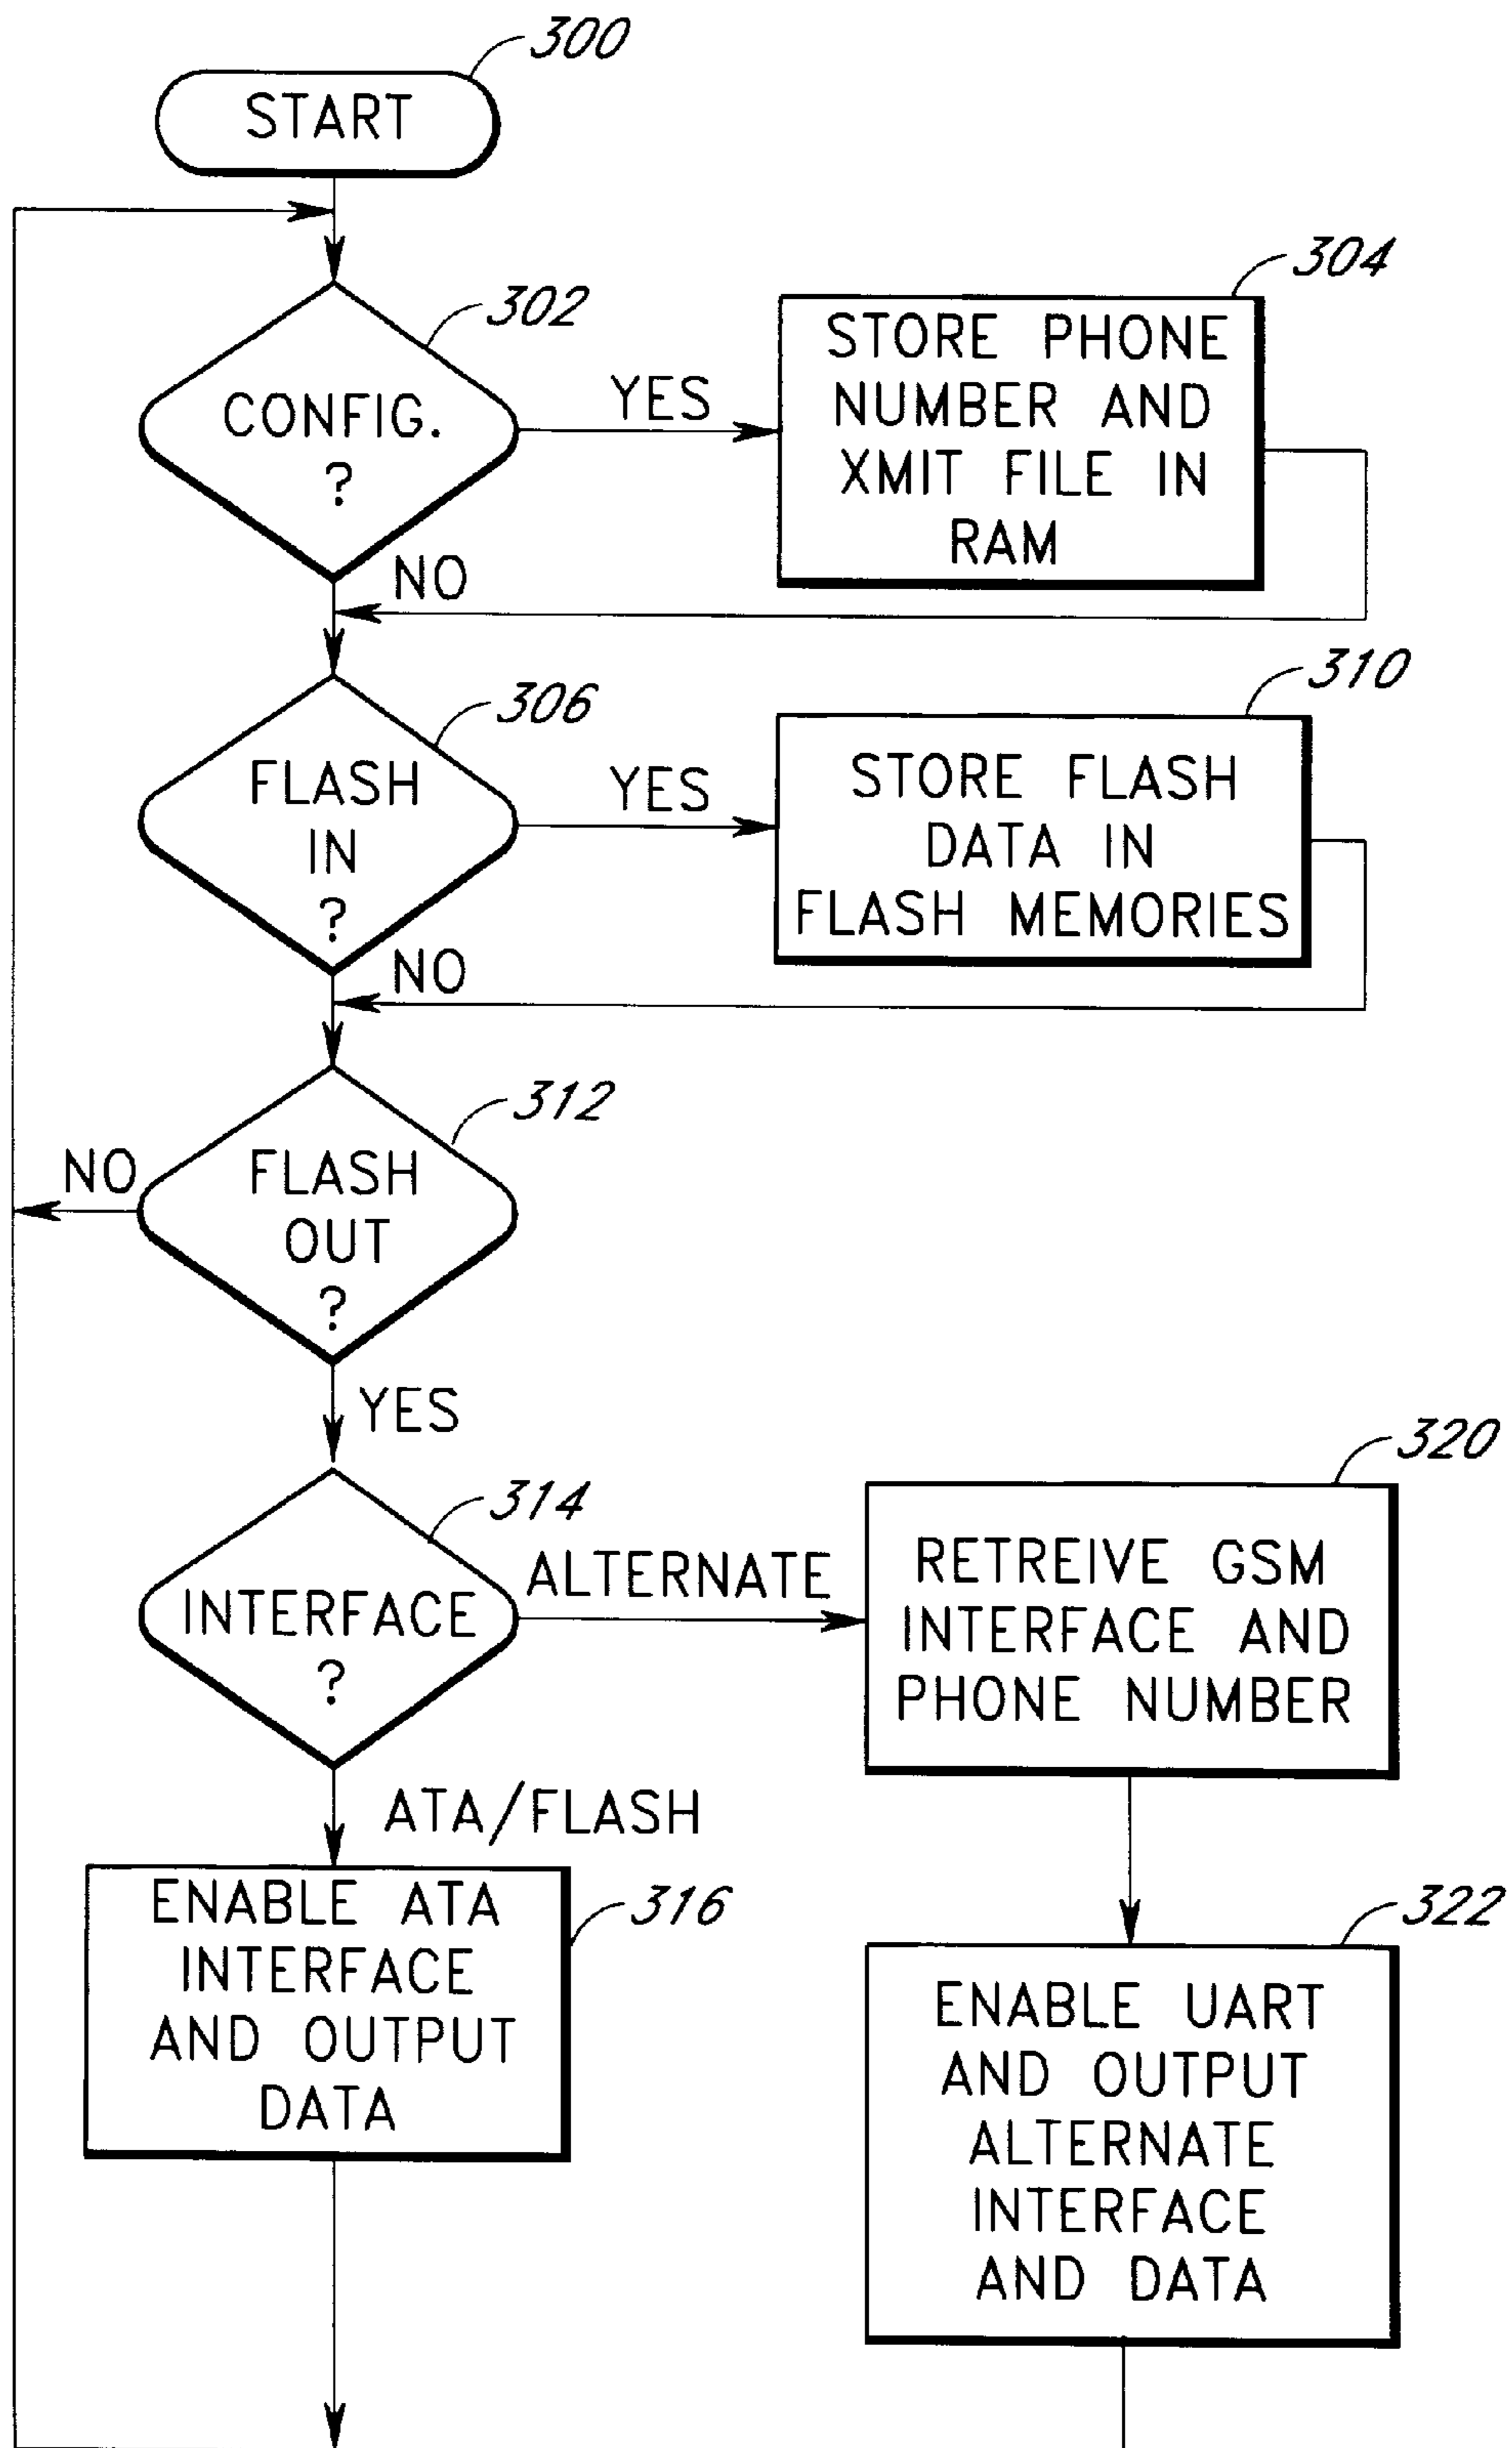 300
START
302
CONFIG.
?
YES
304
STORE PHONE
NUMBER AND
XMIT FILE IN
RAM
NO
306
FLASH
IN
?
YES
310
STORE FLASH
DATA IN
FLASH MEMORIES
NO
312
NO
FLASH
OUT
?
YES
314
INTERFACE
?
ALTERNATE
320
RETREIVE GSM
INTERFACE AND
PHONE NUMBER
ATA/FLASH
316
ENABLE ATA
INTERFACE
AND OUTPUT
DATA
322
ENABLE UART
AND OUTPUT
ALTERNATE
INTERFACE
AND DATA